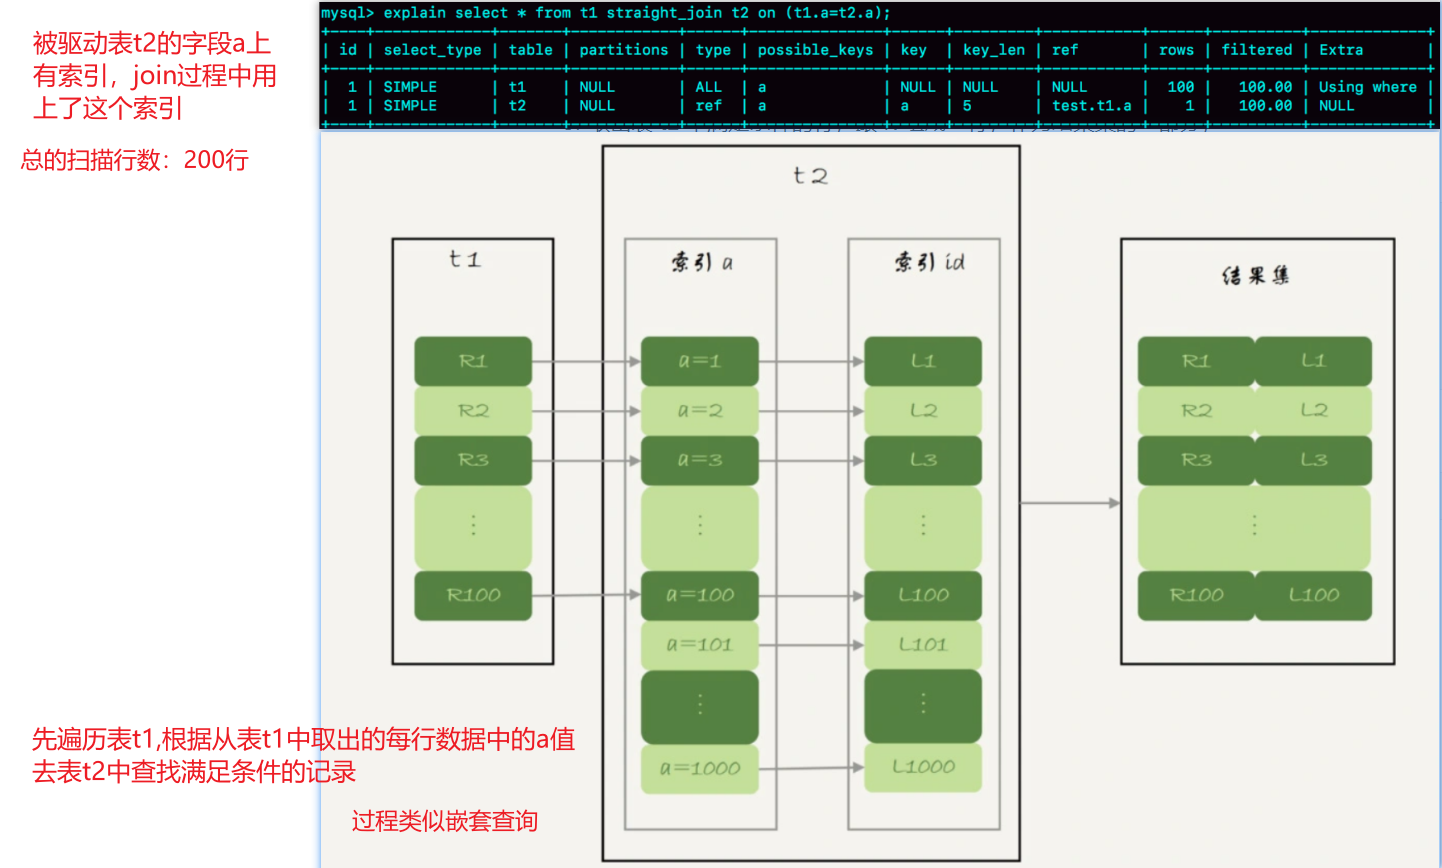 被驱动表t2的字段a上
有索引，join过程中用
上了这个索引
总的扫描行数：200行
mysql> explain select * from t1 straight_join t2 on (t1.a=t2.a);
| id | select_type | table | partitions | type | possible_keys | key | key_len | ref | rows | filtered | Extra |
| 1 | SIMPLE | t1 | NULL | ALL | a | NULL | NULL | NULL | 100 | 100.00 | Using where |
| 1 | SIMPLE | t2 | NULL | ref | a | a | 5 | test.t1.a | 1 | 100.00 | NULL |
t2
t1
索引 a
索引 id
结果集
R1 a=1 L1 R1 L1
R2 a=2 L2 R2 L2
R3 a=3 L3 R3 L3
⋮ ⋮ ⋮ ⋮
R100 a=100 L100 R100 L100
a=101 L101
⋮ ⋮
a=1000 L1000
先遍历表t1,根据从表t1中取出的每行数据中的a值
去表t2中查找满足条件的记录
过程类似嵌套查询